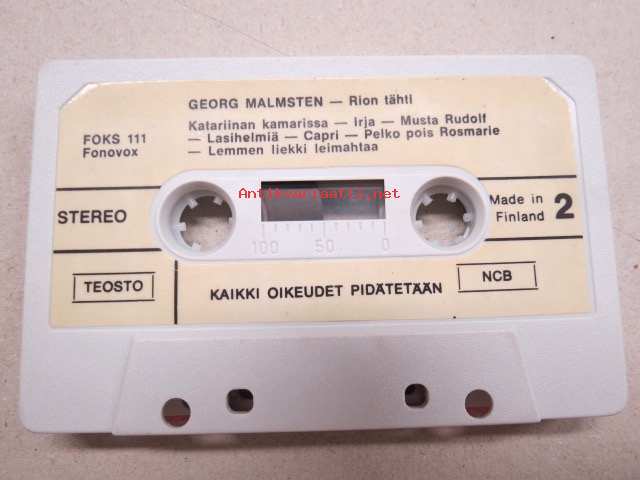 GEORG MALMSTEN — Rion tähti
Katariinan kamarissa — Irja — Musta Rudolf
— Lasihelmiä — Capri — Pelko pois Rosmarie
— Lemmen liekki leimahtaa
FOKS 111
Fonovox
Antikvariaatti.net
STEREO
Made in
Finland
2
100 50 0
TEOSTO
KAIKKI OIKEUDET PIDÄTETÄÄN
NCB